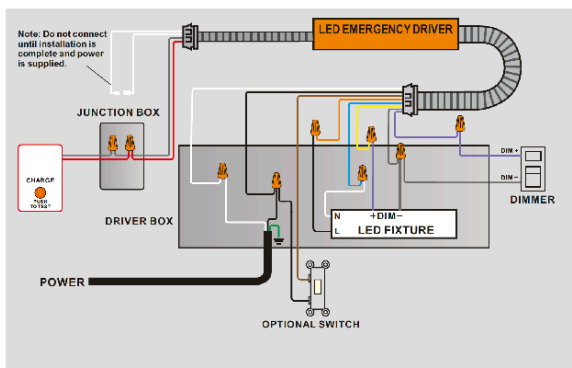 Note: Do not connect
until installation is
complete and power
is supplied.
LED EMERGENCY DRIVER
JUNCTION BOX
CHARGE
PUSH
TO TEST
DRIVER BOX
DIM +
DIM −
DIMMER
N
+DIM−
L
LED FIXTURE
POWER
OPTIONAL SWITCH